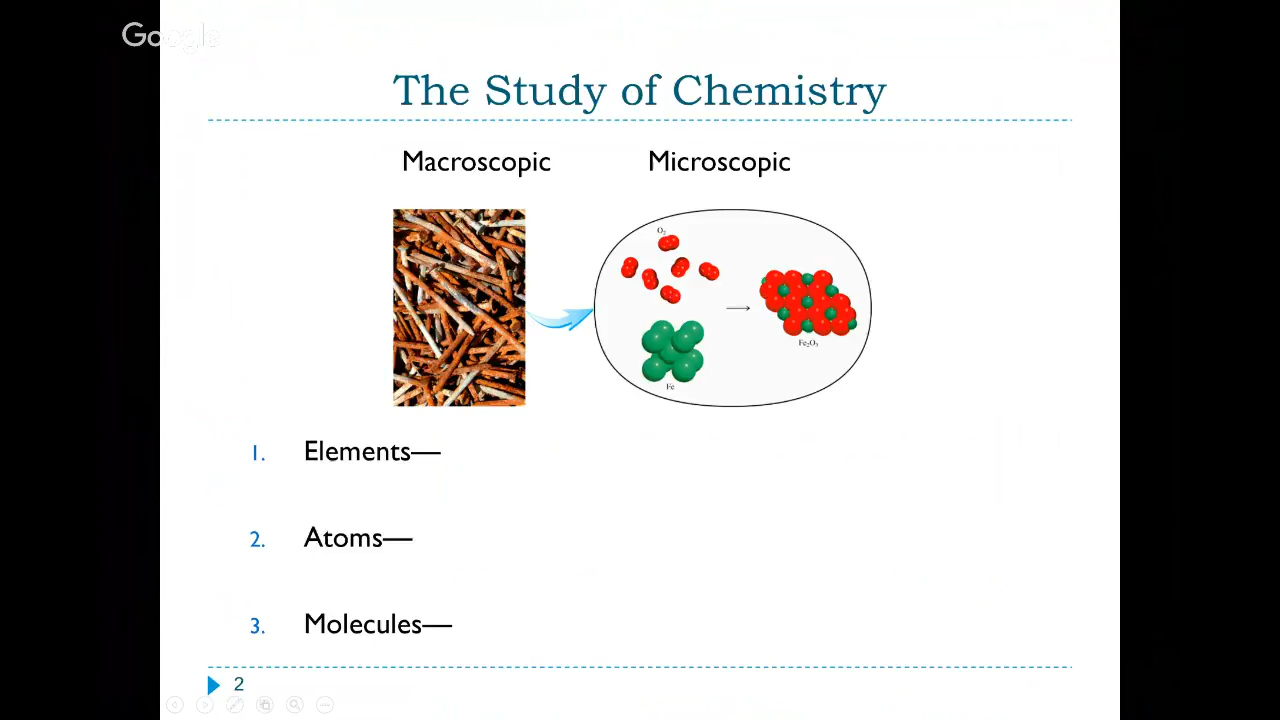 Google
The Study of Chemistry
Macroscopic Microscopic
O₂
Fe₂O₃
Fe
1. Elements—
2. Atoms—
3. Molecules—
2